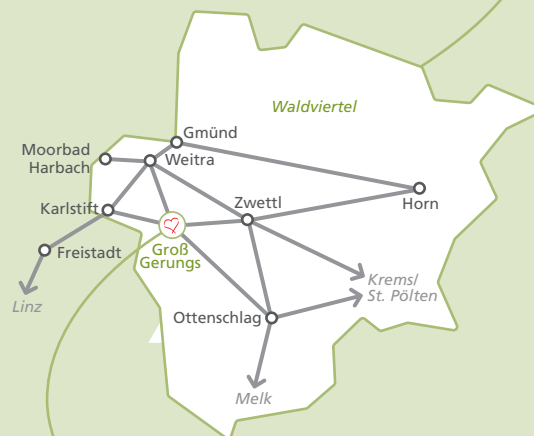 Waldviertel
Gmünd
Moorbad
Harbach
Weitra
Karlstift
Zwettl
Horn
Freistadt
Groß
Gerungs
Krems/
St. Pölten
Linz
Ottenschlag
Melk